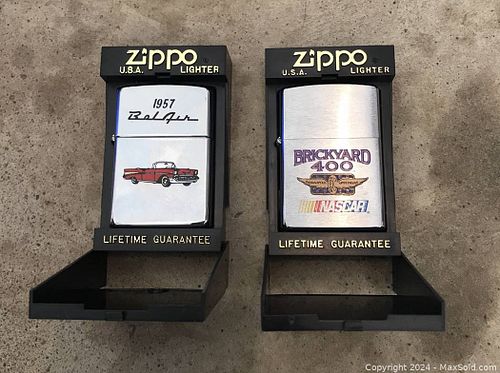 zippo
U.S.A. LIGHTER
1957
Bel Air
LIFETIME GUARANTEE
zippo
U.S.A. LIGHTER
BRICKYARD
400
NASCAR
LIFETIME GUARANTEE
Copyright © 2024 - MaxSold.com